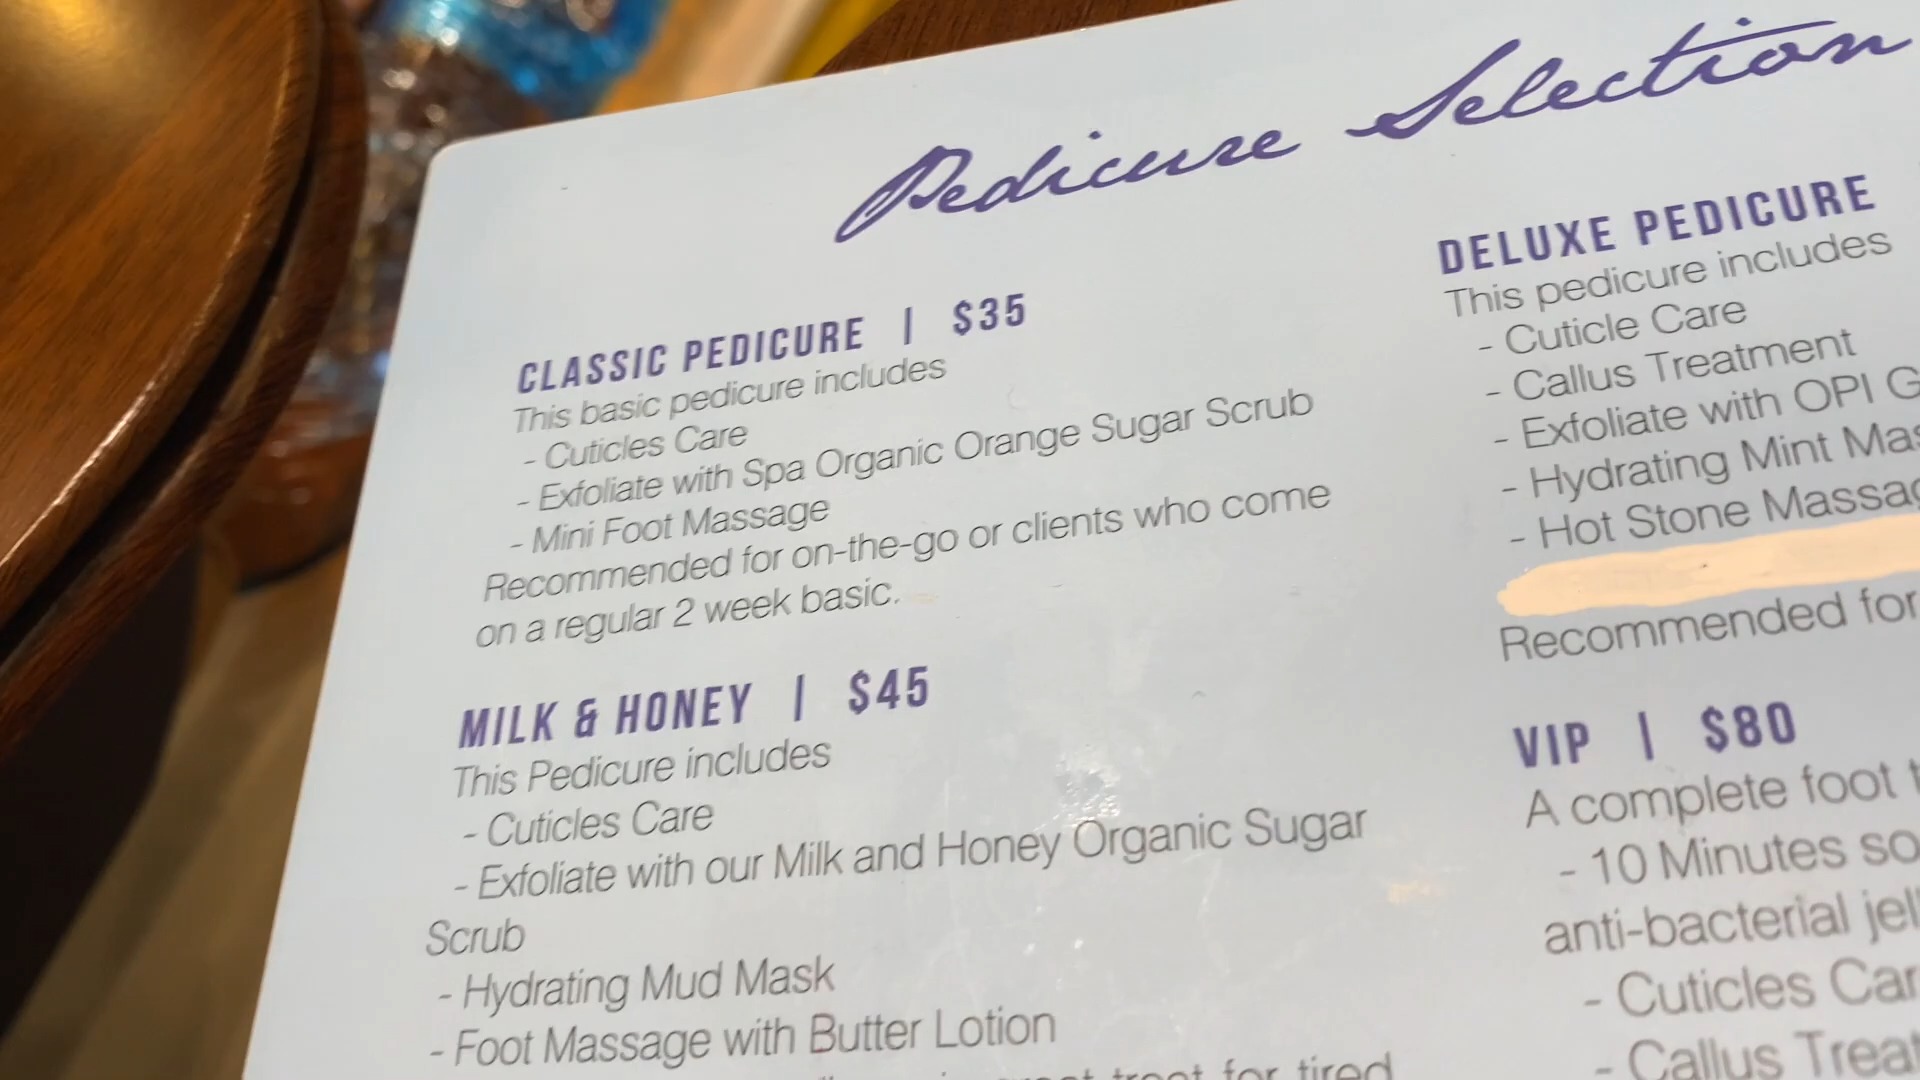 Pedicure Selection
CLASSIC PEDICURE | $35
This basic pedicure includes
- Cuticles Care
- Exfoliate with Spa Organic Orange Sugar Scrub
- Mini Foot Massage
Recommended for on-the-go or clients who come
on a regular 2 week basic.
MILK & HONEY | $45
This Pedicure includes
- Cuticles Care
- Exfoliate with our Milk and Honey Organic Sugar
Scrub
- Hydrating Mud Mask
- Foot Massage with Butter Lotion
treat for tired
DELUXE PEDICURE
This pedicure includes
- Cuticle Care
- Callus Treatment
- Exfoliate with OPI
- Hydrating Mint
- Hot Stone
Recommended for
VIP | $80
A complete foot
- 10 Minutes
anti-bacterial
- Cuticles
- Callus